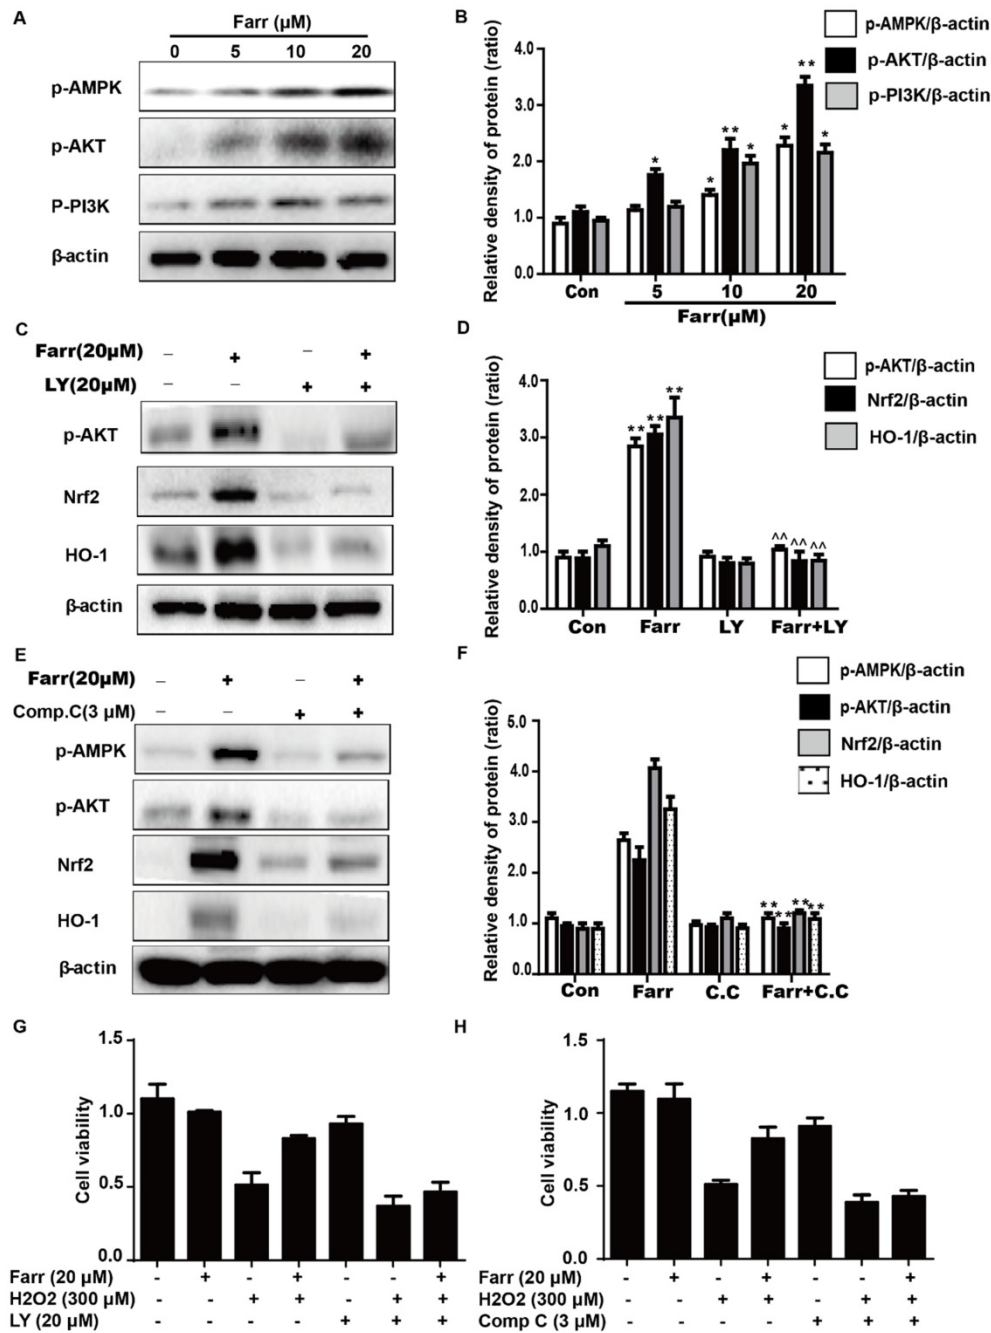 A
Farr (μM)
0 5 10 20
p-AMPK
p-AKT
P-PI3K
β-actin
B
p-AMPK/β-actin
p-AKT/β-actin
p-PI3K/β-actin
Relative density of protein (ratio)
4.0
3.0
2.0
1.0
0.0
* ** * ** * * ** *
Con 5 10 20
Farr(μM)
C
Farr(20μM) - + - +
LY(20μM) - - + +
p-AKT
Nrf2
HO-1
β-actin
D
p-AKT/β-actin
Nrf2/β-actin
HO-1/β-actin
Relative density of protein (ratio)
4.0
3.0
2.0
1.0
0.0
** ** ** ^^ ^^ ^^
Con Farr LY Farr+LY
E
Farr(20μM) - + - +
Comp.C(3 μM) - - + +
p-AMPK
p-AKT
Nrf2
HO-1
β-actin
F
p-AMPK/β-actin
p-AKT/β-actin
Nrf2/β-actin
HO-1/β-actin
Relative density of protein (ratio)
5.0
4.0
3.0
2.0
1.0
0.0
** ** ** **
Con Farr C.C Farr+C.C
G
Cell viability
1.5
1.0
0.5
0.0
Farr (20 μM) - + - + - - +
H2O2 (300 μM) - - + + - + +
LY (20 μM) - - - - + + +
H
Cell viability
1.5
1.0
0.5
0.0
Farr (20 μM) - + - + - - +
H2O2 (300 μM) - - + + - + +
Comp C (3 μM) - - - - + + +